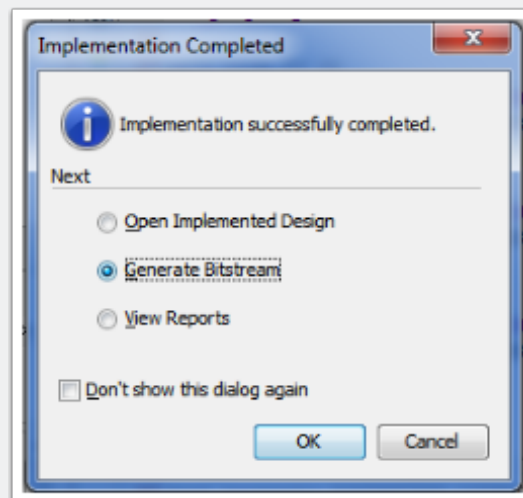 Implementation Completed
Implementation successfully completed.
Next
Open Implemented Design
Generate Bitstream
View Reports
Don't show this dialog again
OK
Cancel